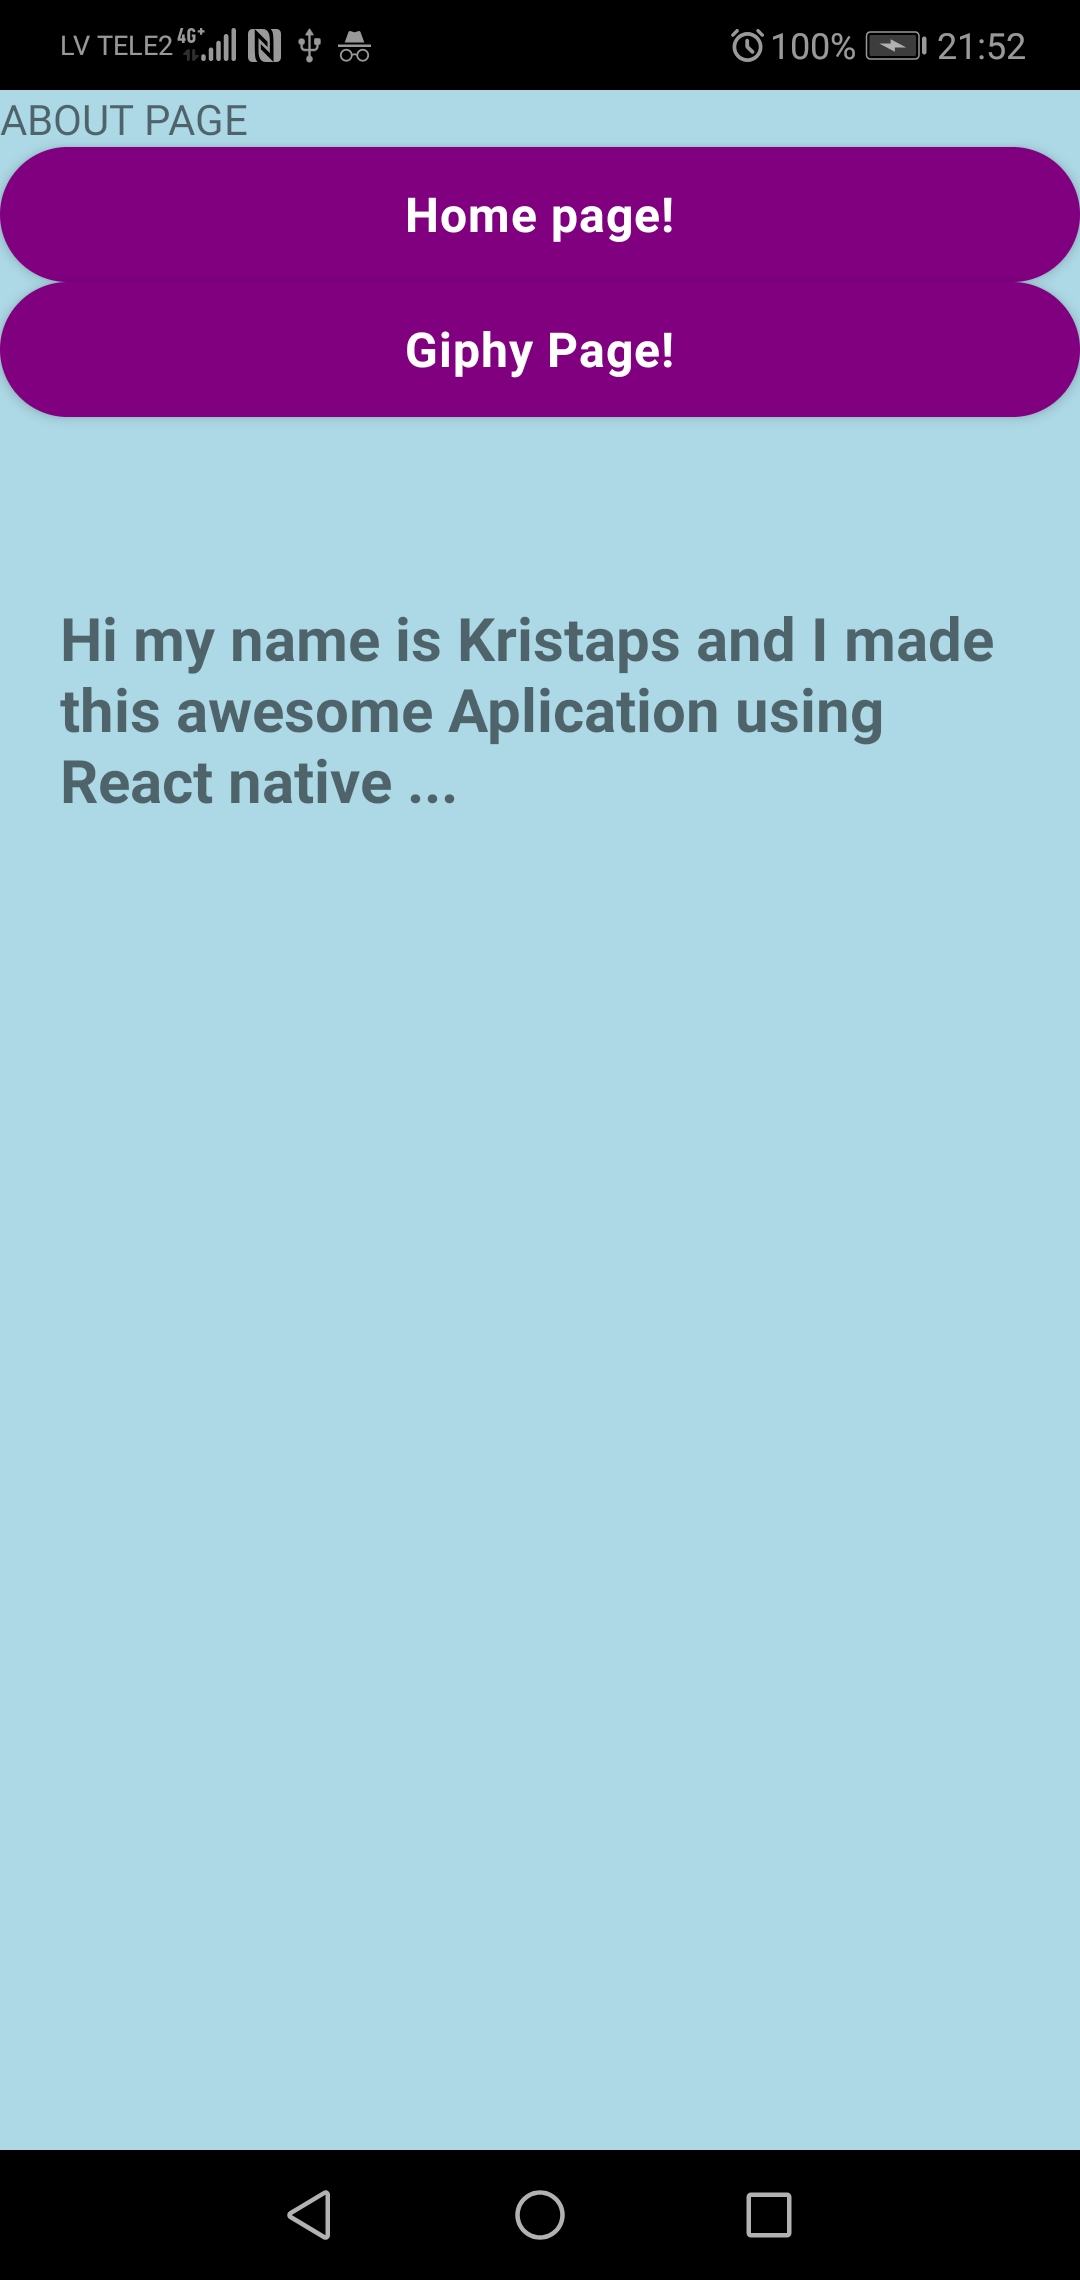 LV TELE2 4G+ 100% 21:52
ABOUT PAGE
Home page!
Giphy Page!
Hi my name is Kristaps and I made
this awesome Aplication using
React native ...